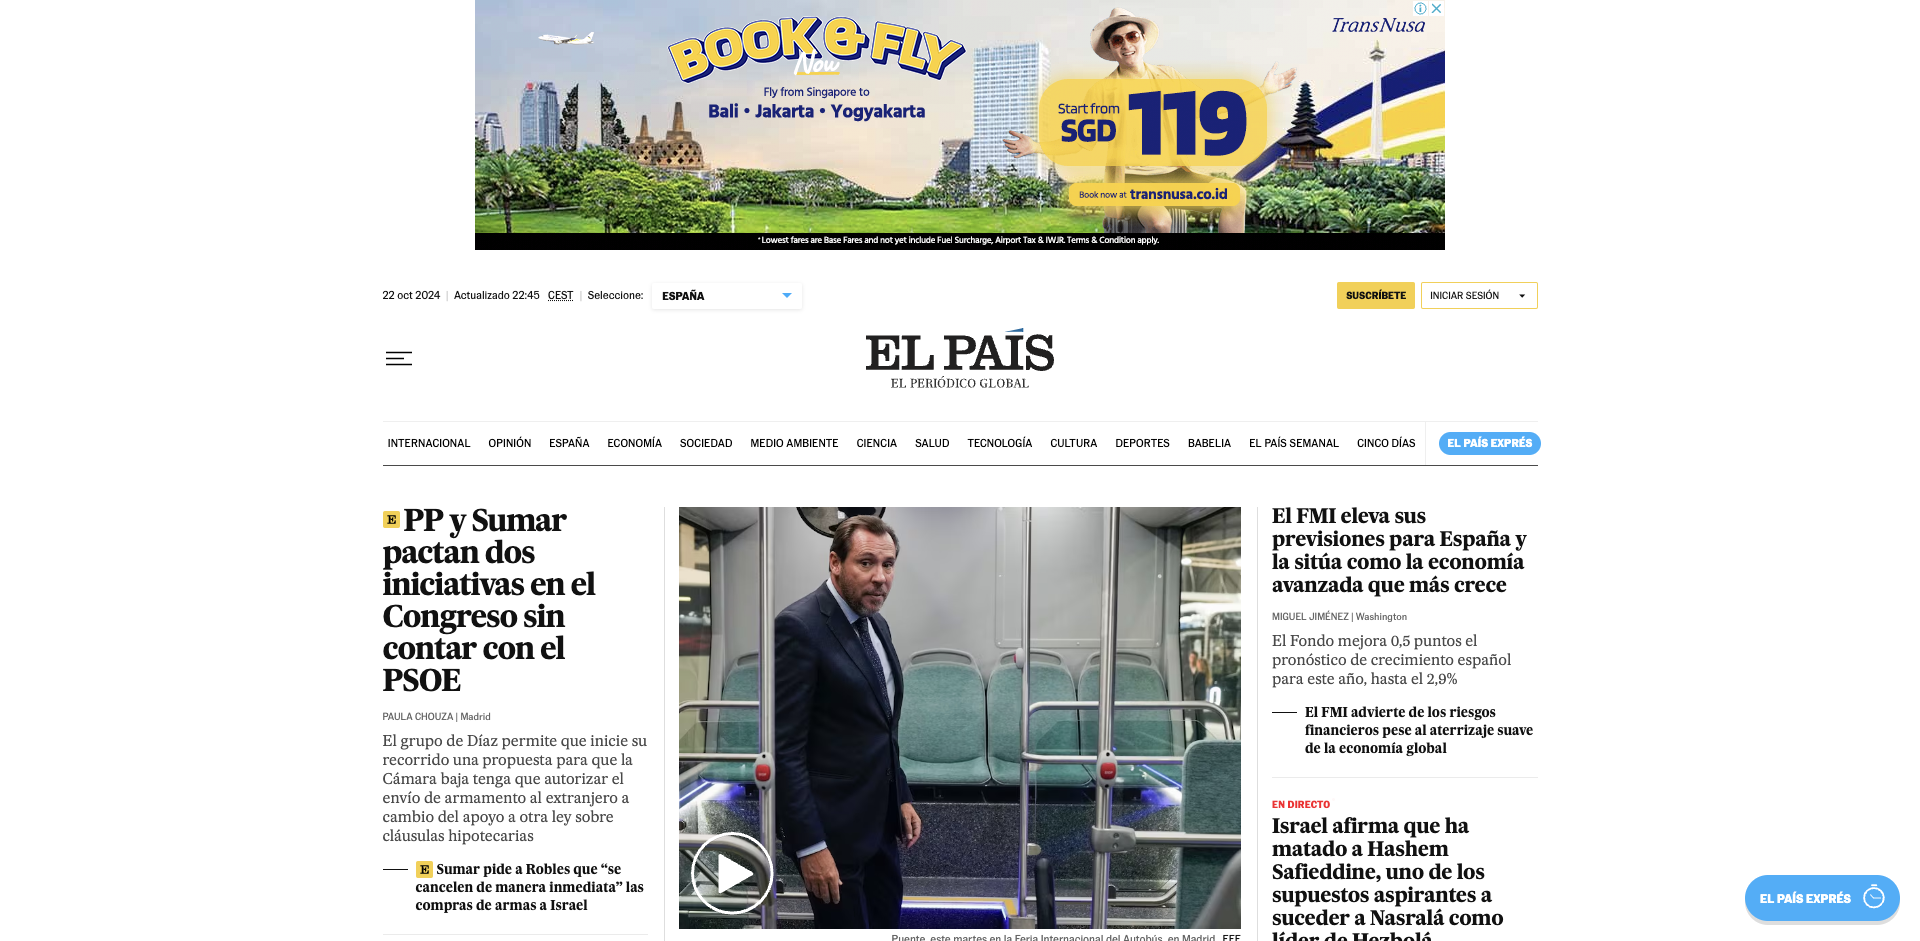 BOOK & FLY
Now
Fly from Singapore to
Bali • Jakarta • Yogyakarta
TransNusa
Start from
SGD 119
Book now at transnusa.co.id
*Lowest fares are Base Fares and not yet include Fuel Surcharge, Airport Tax & IWJR. Terms & Condition apply.
22 oct 2024 | Actualizado 22:45 CEST | Seleccione: ESPAÑA
SUSCRÍBETE
INICIAR SESIÓN
EL PAÍS
EL PERIÓDICO GLOBAL
INTERNACIONAL OPINIÓN ESPAÑA ECONOMÍA SOCIEDAD MEDIO AMBIENTE CIENCIA SALUD TECNOLOGÍA CULTURA DEPORTES BABELIA EL PAÍS SEMANAL CINCO DÍAS EL PAÍS EXPRÉS
E PP y Sumar
pactan dos
iniciativas en el
Congreso sin
contar con el
PSOE
PAULA CHOUZA | Madrid
El grupo de Díaz permite que inicie su
recorrido una propuesta para que la
Cámara baja tenga que autorizar el
envío de armamento al extranjero a
cambio del apoyo a otra ley sobre
cláusulas hipotecarias
E Sumar pide a Robles que “se
cancelen de manera inmediata” las
compras de armas a Israel
Puente, este martes en la Feria Internacional del Autobús, en Madrid. EFE
El FMI eleva sus
previsiones para España y
la sitúa como la economía
avanzada que más crece
MIGUEL JIMÉNEZ | Washington
El Fondo mejora 0,5 puntos el
pronóstico de crecimiento español
para este año, hasta el 2,9%
El FMI advierte de los riesgos
financieros pese al aterrizaje suave
de la economía global
EN DIRECTO
Israel afirma que ha
matado a Hashem
Safieddine, uno de los
supuestos aspirantes a
suceder a Nasralá como
líder de Hezbolá
EL PAÍS EXPRÉS